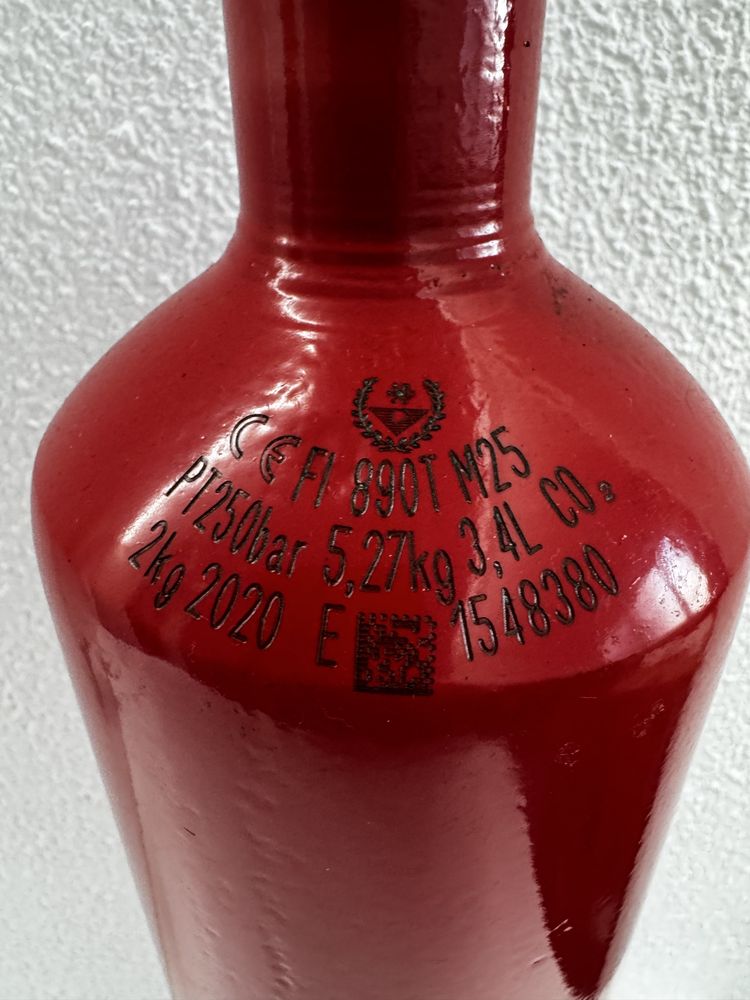 CE FI 890T M25
PT250bar 5,27kg 3,4L CO₂
2kg 2020 E 1548380